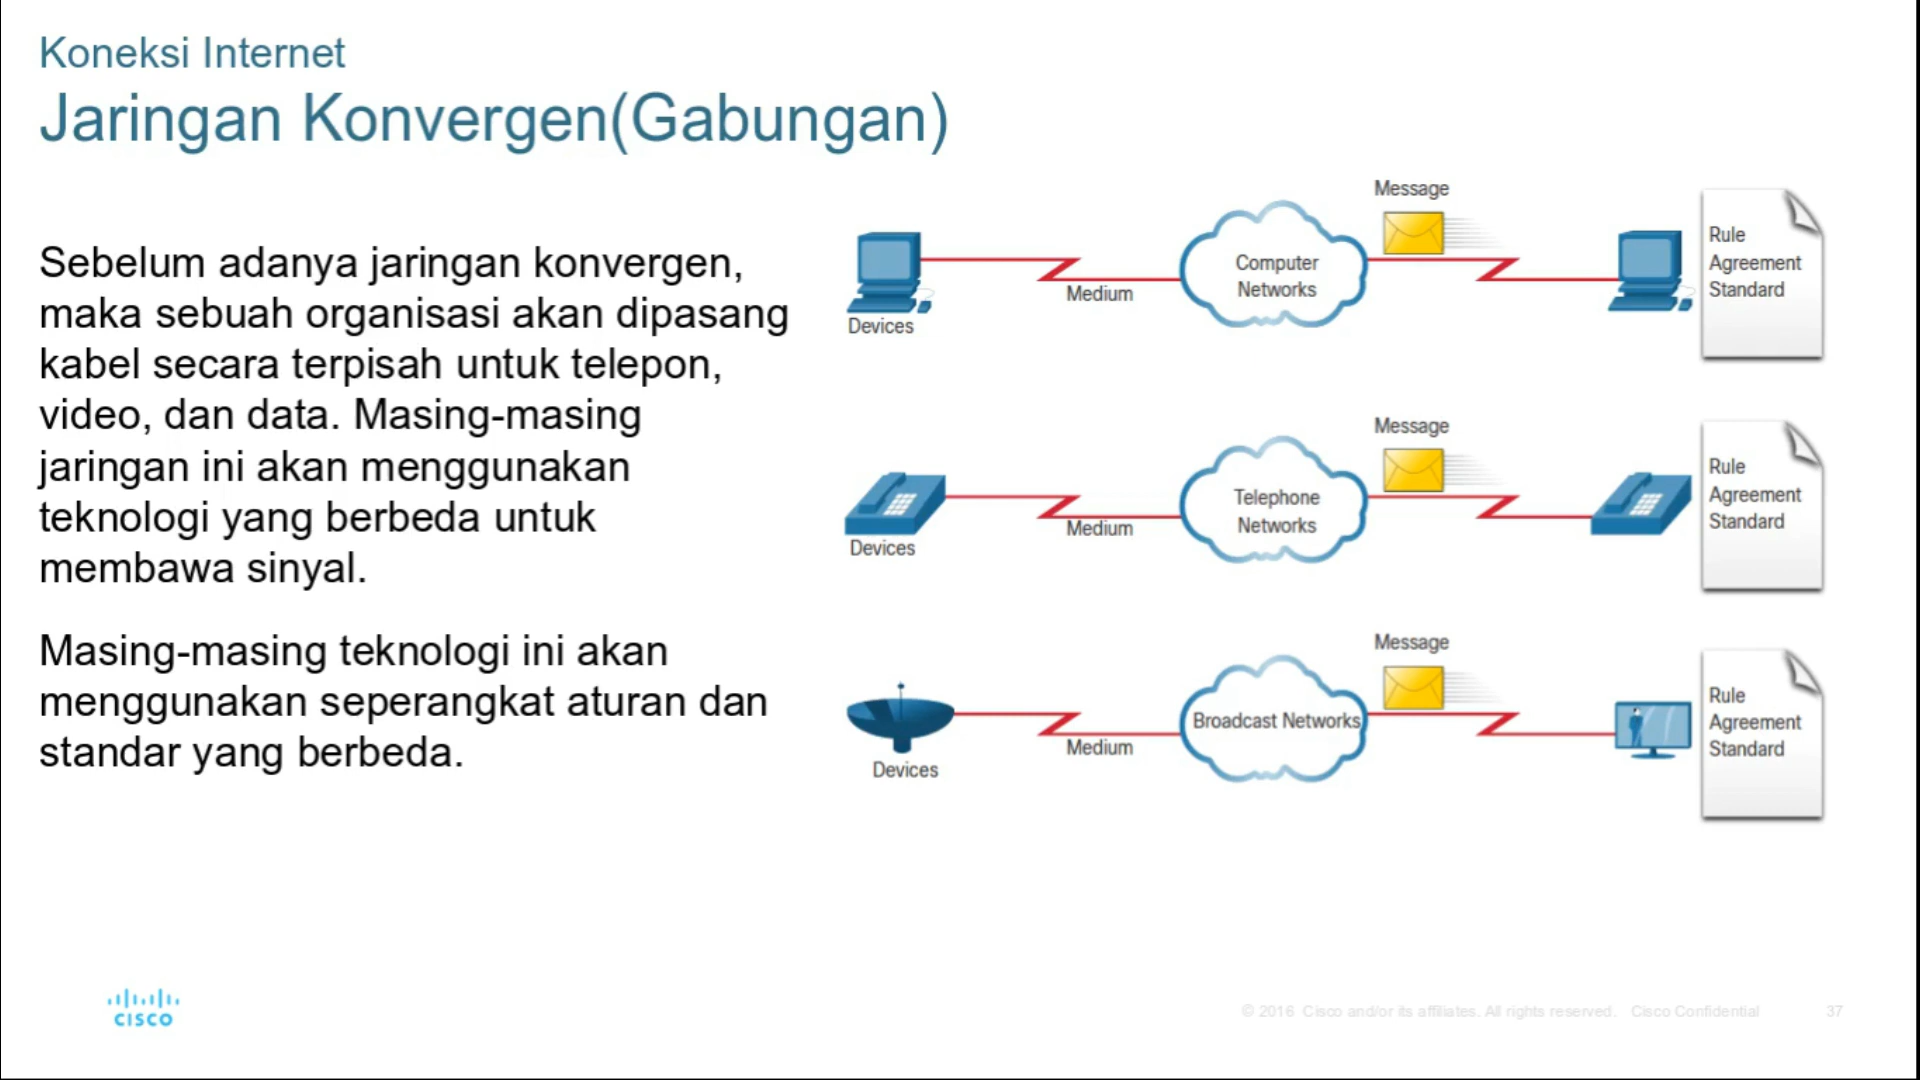 Koneksi Internet
Jaringan Konvergen(Gabungan)
Sebelum adanya jaringan konvergen,
maka sebuah organisasi akan dipasang
kabel secara terpisah untuk telepon,
video, dan data. Masing-masing
jaringan ini akan menggunakan
teknologi yang berbeda untuk
membawa sinyal.
Masing-masing teknologi ini akan
menggunakan seperangkat aturan dan
standar yang berbeda.
Message
Devices
Medium
Computer
Networks
Rule
Agreement
Standard
Message
Devices
Medium
Telephone
Networks
Rule
Agreement
Standard
Message
Devices
Medium
Broadcast Networks
Rule
Agreement
Standard
CISCO
© 2016 Cisco and/or its affiliates. All rights reserved. Cisco Confidential
37